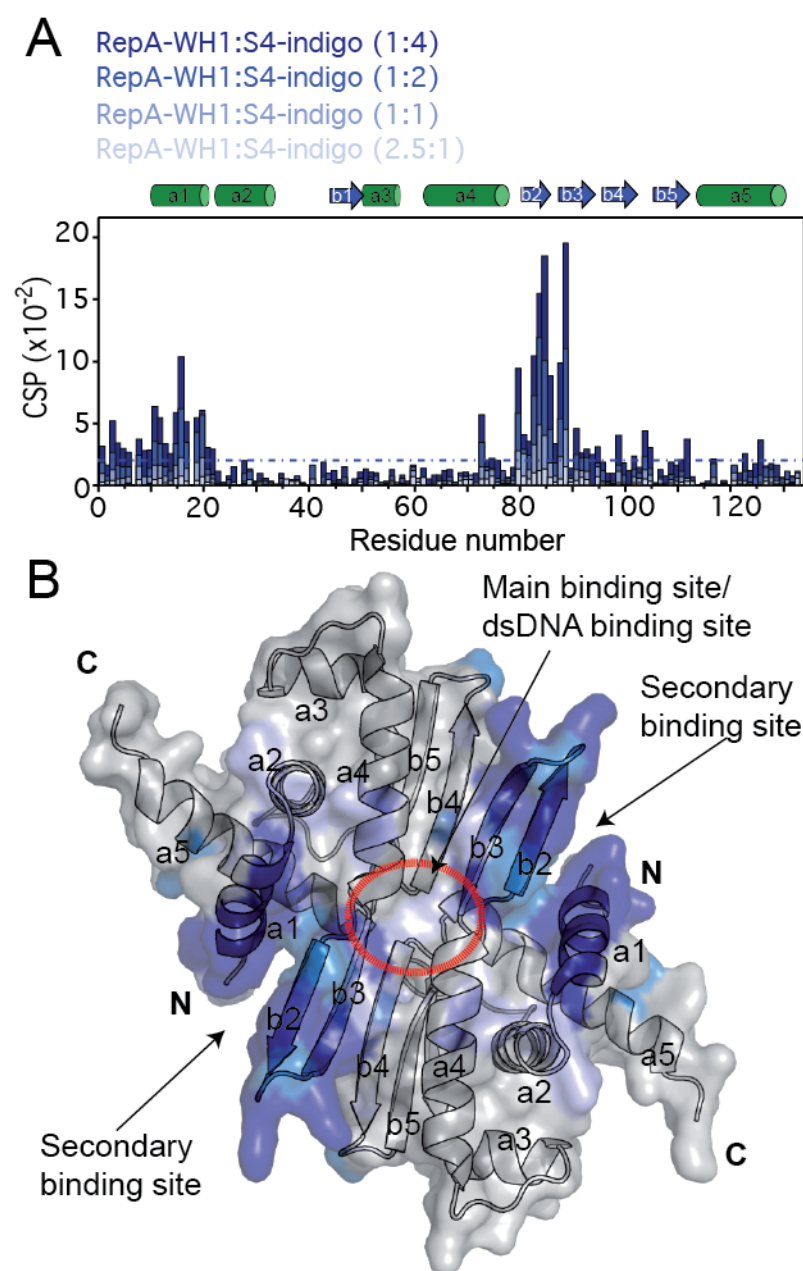 A
RepA-WH1:S4-indigo (1:4)
RepA-WH1:S4-indigo (1:2)
RepA-WH1:S4-indigo (1:1)
RepA-WH1:S4-indigo (2.5:1)
a1 a2 b1 a3 a4 b2 b3 b4 b5 a5
CSP (x10-2)
20
15
10
5
0
0 20 40 60 80 100 120
Residue number
B
Main binding site/
dsDNA binding site
C
Secondary
binding site
a3
a2
a4
b5
b4
a5
b3
b2
N
a1
a1
N
b3
b2
a5
b4
a4
a2
b5
a3
Secondary
binding site
C